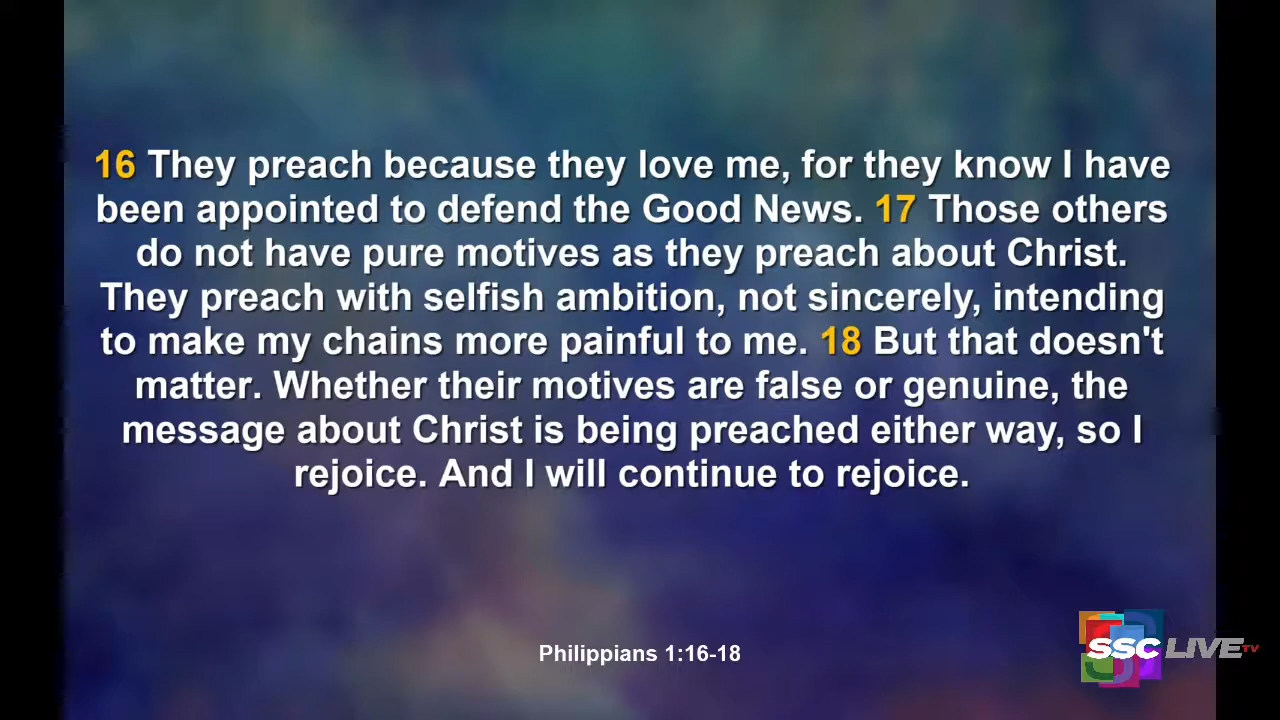 16 They preach because they love me, for they know I have
been appointed to defend the Good News. 17 Those others
do not have pure motives as they preach about Christ.
They preach with selfish ambition, not sincerely, intending
to make my chains more painful to me. 18 But that doesn't
matter. Whether their motives are false or genuine, the
message about Christ is being preached either way, so I
rejoice. And I will continue to rejoice.
Philippians 1:16-18
SSC LIVE TV